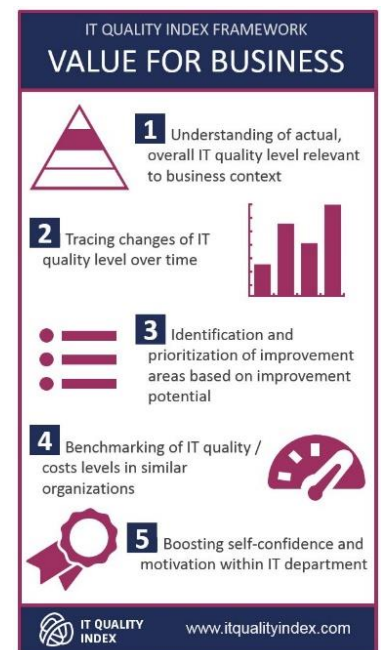 IT QUALITY INDEX FRAMEWORK
VALUE FOR BUSINESS
1 Understanding of actual,
overall IT quality level relevant
to business context
2 Tracing changes of IT
quality level over time
3 Identification and
prioritization of improvement
areas based on improvement
potential
4 Benchmarking of IT quality /
costs levels in similar
organizations
5 Boosting self-confidence and
motivation within IT department
IT QUALITY
INDEX
www.itqualityindex.com